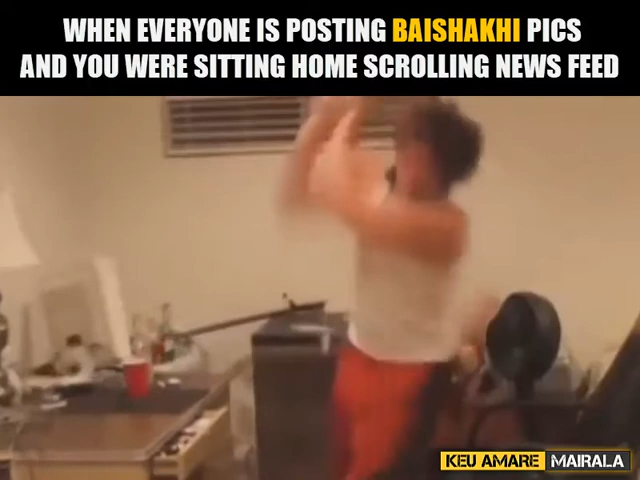 WHEN EVERYONE IS POSTING BAISHAKHI PICS
AND YOU WERE SITTING HOME SCROLLING NEWS FEED
KEU AMARE MAIRALA